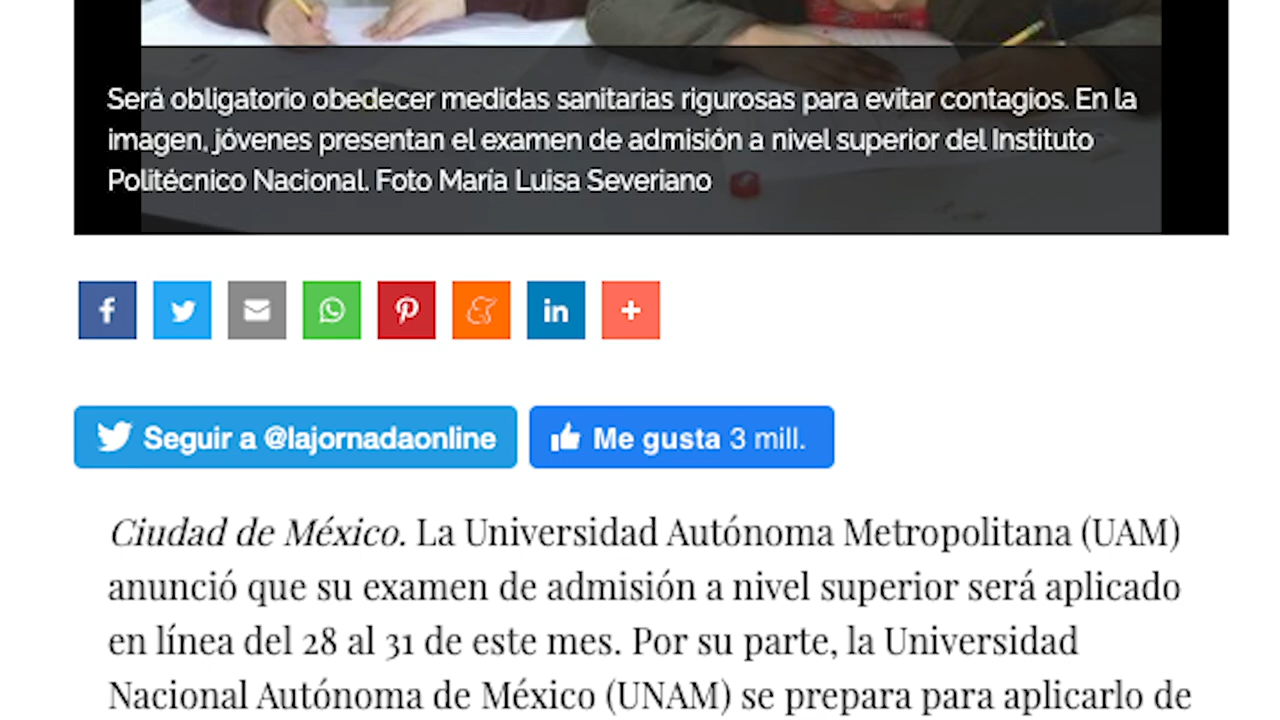 Será obligatorio obedecer medidas sanitarias rigurosas para evitar contagios. En la
imagen, jóvenes presentan el examen de admisión a nivel superior del Instituto
Politécnico Nacional. Foto María Luisa Severiano
Seguir a @lajornadaonline
Me gusta 3 mill.
Ciudad de México. La Universidad Autónoma Metropolitana (UAM)
anunció que su examen de admisión a nivel superior será aplicado
en línea del 28 al 31 de este mes. Por su parte, la Universidad
Nacional Autónoma de México (UNAM) se prepara para aplicarlo de